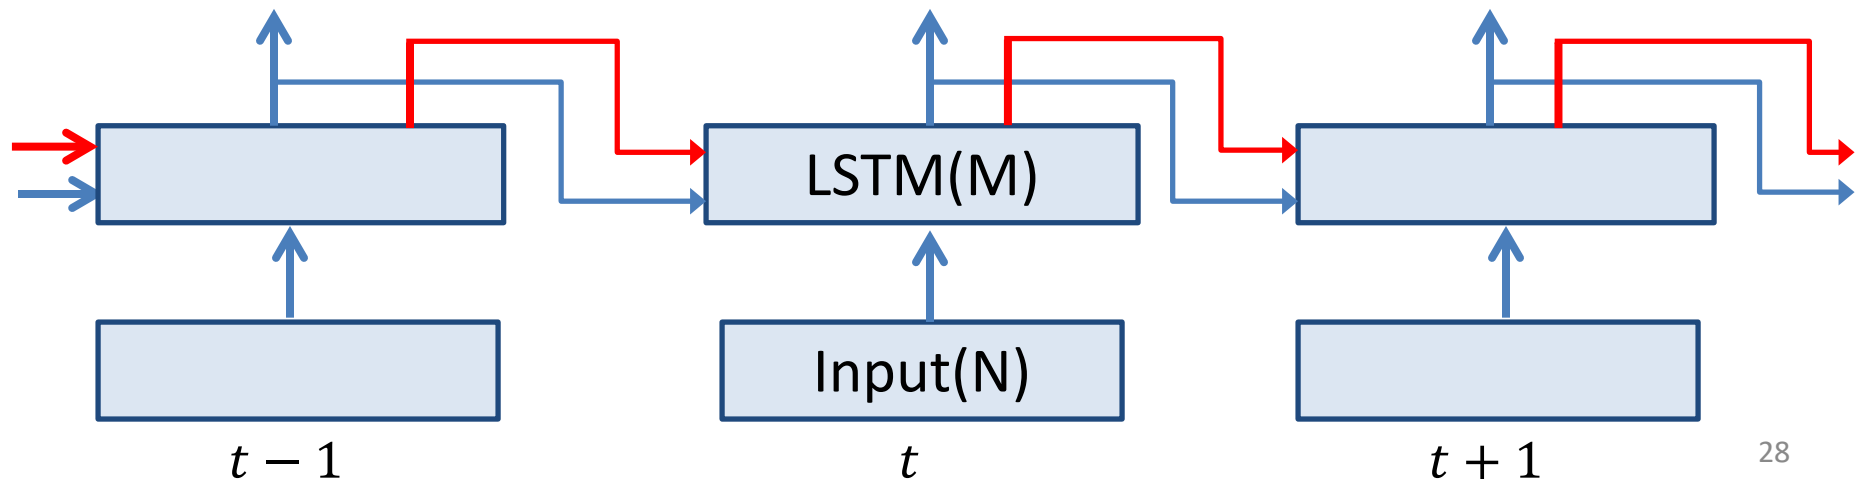 LSTM(M)
Input(N)
t − 1
t
t + 1
28